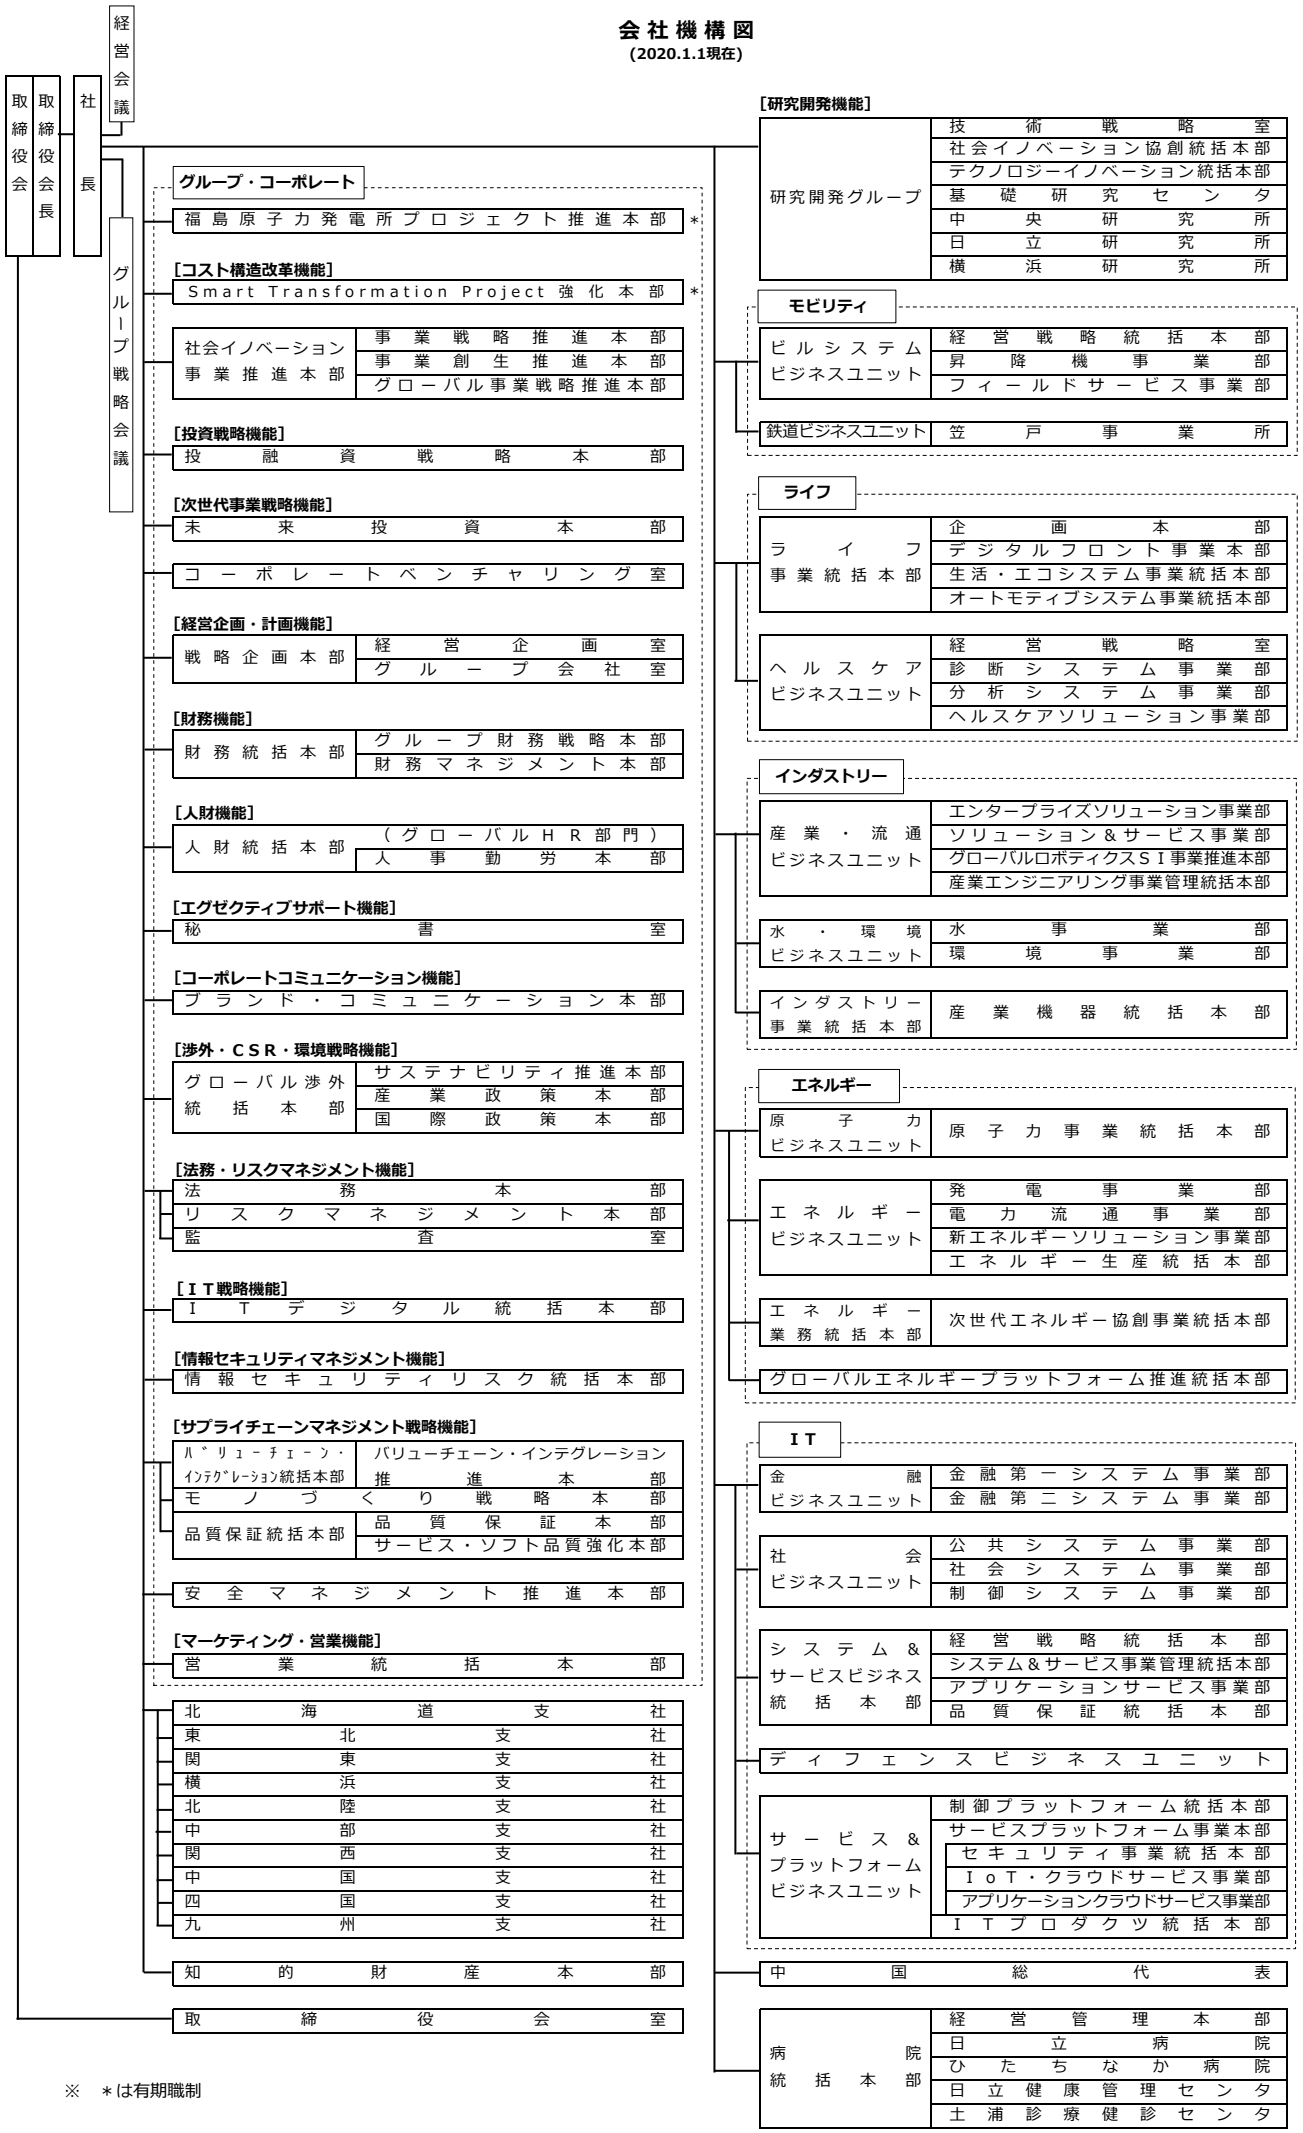 会社機構図
(2020.1.1現在)
経営会議
取締役会
取締役会長
社長
グループ戦略会議
グループ・コーポレート
福島原子力発電所プロジェクト推進本部 *
[コスト構造改革機能]
Smart Transformation Project 強化本部 *
社会イノベーション
事業推進本部
事業戦略推進本部
事業創生推進本部
グローバル事業戦略推進本部
[投資戦略機能]
投融資戦略本部
[次世代事業戦略機能]
未来投資本部
コーポレートベンチャリング室
[経営企画・計画機能]
戦略企画本部
経営企画室
グループ会社室
[財務機能]
財務統括本部
グループ財務戦略本部
財務マネジメント本部
[人財機能]
人財統括本部
(グローバルHR部門)
人事勤労本部
[エグゼクティブサポート機能]
秘書室
[コーポレートコミュニケーション機能]
ブランド・コミュニケーション本部
[渉外・CSR・環境戦略機能]
グローバル渉外
統括本部
サステナビリティ推進本部
産業政策本部
国際政策本部
[法務・リスクマネジメント機能]
法務本部
リスクマネジメント本部
監査室
[IT戦略機能]
ITデジタル統括本部
[情報セキュリティマネジメント機能]
情報セキュリティリスク統括本部
[サプライチェーンマネジメント戦略機能]
バリューチェーン・
インテグレーション統括本部
バリューチェーン・インテグレーション
推進本部
モノづくり戦略本部
品質保証統括本部
品質保証本部
サービス・ソフト品質強化本部
安全マネジメント推進本部
[マーケティング・営業機能]
営業統括本部
北海道支社
東北支社
関東支社
横浜支社
北陸支社
中部支社
関西支社
中国支社
四国支社
九州支社
知的財産本部
取締役会室
※ *は有期職制
[研究開発機能]
研究開発グループ
技術戦略室
社会イノベーション協創統括本部
テクノロジーイノベーション統括本部
基礎研究センタ
中央研究所
日立研究所
横浜研究所
モビリティ
ビルシステム
ビジネスユニット
経営戦略統括本部
昇降機事業部
フィールドサービス事業部
鉄道ビジネスユニット
笠戸事業所
ライフ
ライフ
事業統括本部
企画本部
デジタルフロント事業本部
生活・エコシステム事業統括本部
オートモティブシステム事業統括本部
ヘルスケア
ビジネスユニット
経営戦略室
診断システム事業部
分析システム事業部
ヘルスケアソリューション事業部
インダストリー
産業・流通
ビジネスユニット
エンタープライズソリューション事業部
ソリューション&サービス事業部
グローバルロボティクスSI事業推進本部
産業エンジニアリング事業管理統括本部
水・環境
ビジネスユニット
水事業部
環境事業部
インダストリー
事業統括本部
産業機器統括本部
エネルギー
原子力
ビジネスユニット
原子力事業統括本部
エネルギー
ビジネスユニット
発電事業部
電力流通事業部
新エネルギーソリューション事業部
エネルギー生産統括本部
エネルギー
業務統括本部
次世代エネルギー協創事業統括本部
グローバルエネルギープラットフォーム推進統括本部
IT
金融
ビジネスユニット
金融第一システム事業部
金融第二システム事業部
社会
ビジネスユニット
公共システム事業部
社会システム事業部
制御システム事業部
システム&
サービスビジネス
統括本部
経営戦略統括本部
システム&サービス事業管理統括本部
アプリケーションサービス事業部
品質保証統括本部
ディフェンスビジネスユニット
サービス&
プラットフォーム
ビジネスユニット
制御プラットフォーム統括本部
サービスプラットフォーム事業本部
セキュリティ事業統括本部
IoT・クラウドサービス事業部
アプリケーションクラウドサービス事業部
ITプロダクツ統括本部
中国総代表
病院
統括本部
経営管理本部
日立病院
ひたちなか病院
日立健康管理センタ
土浦診療健診センタ